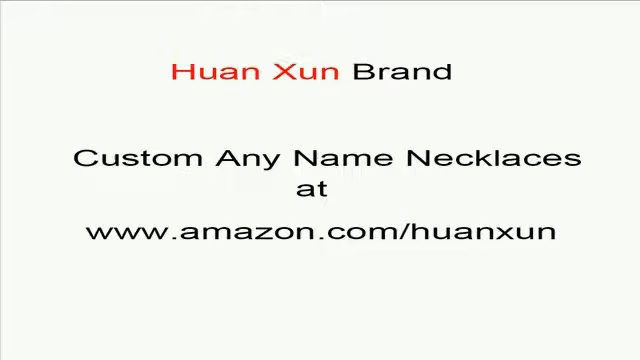 Huan Xun Brand
Custom Any Name Necklaces
at
www.amazon.com/huanxun